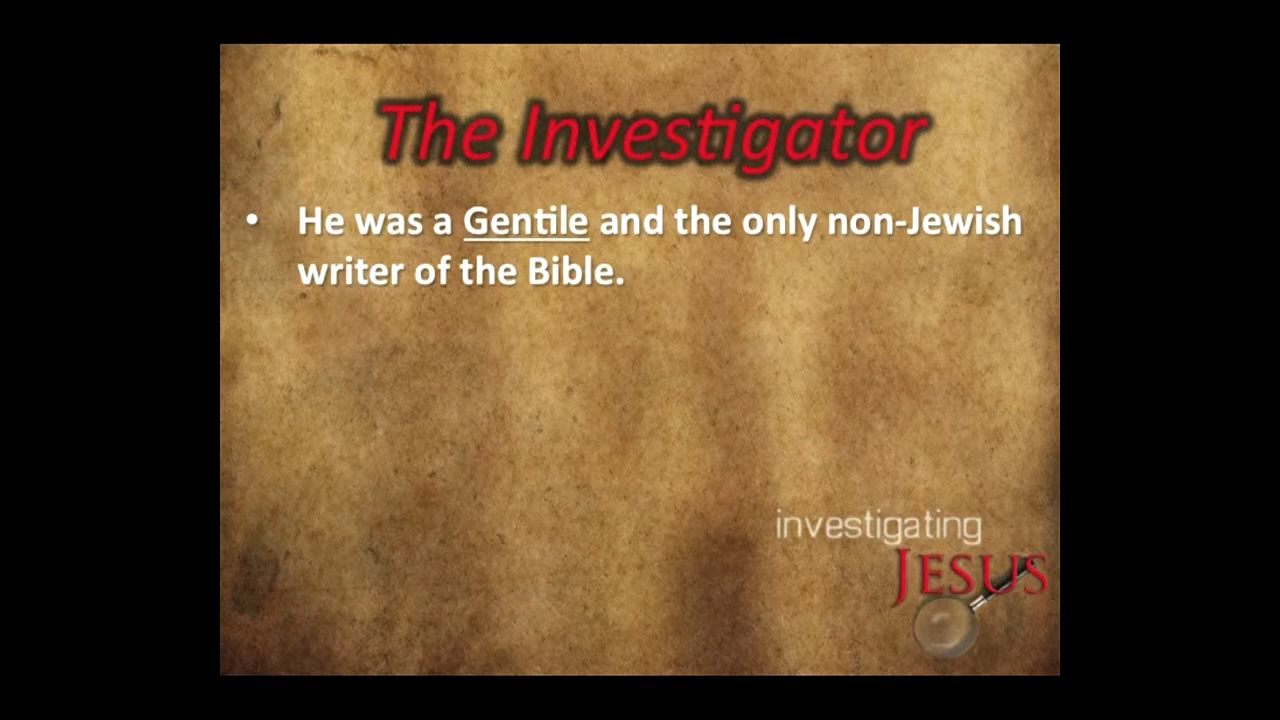 The Investigator
• He was a Gentile and the only non-Jewish
writer of the Bible.
investigating
JESUS